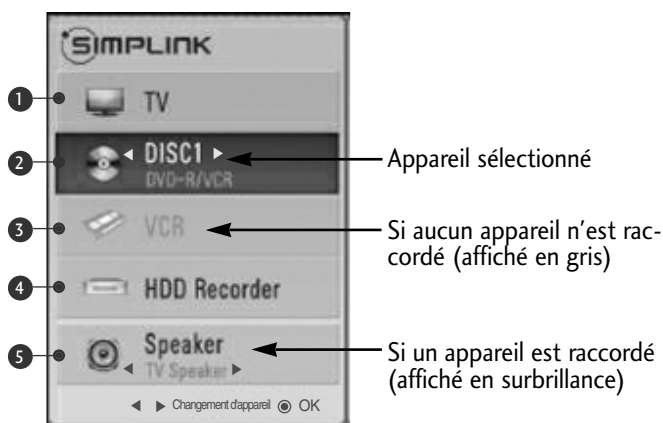 SIMPLINK
1 TV
2 ◄ DISC1 ►
DVD-R/VCR
Appareil sélectionné
3 VCR
Si aucun appareil n'est rac-
cordé (affiché en gris)
4 HDD Recorder
5 Speaker
◄ TV Speaker ►
Si un appareil est raccordé
(affiché en surbrillance)
◄ ► Changement d'appareil ◉ OK